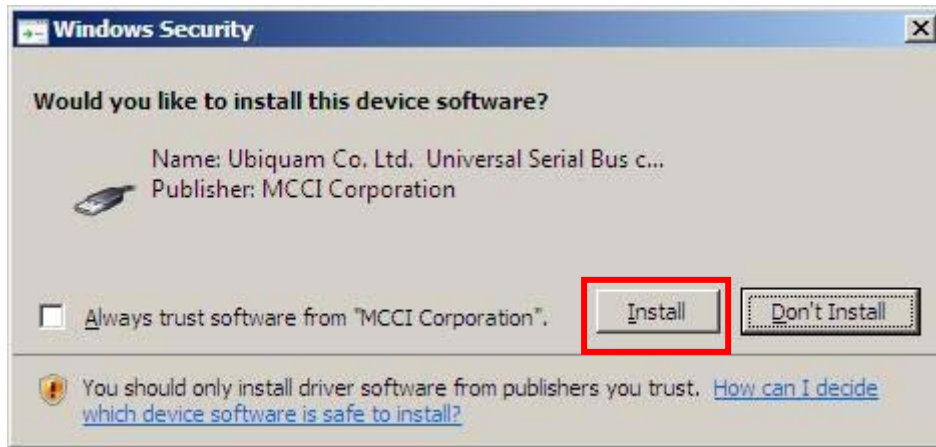 Windows Security
Would you like to install this device software?
Name: Ubiquam Co. Ltd.  Universal Serial Bus c...
Publisher: MCCI Corporation
Always trust software from "MCCI Corporation".
Install
Don't Install
You should only install driver software from publishers you trust.  How can I decide
which device software is safe to install?